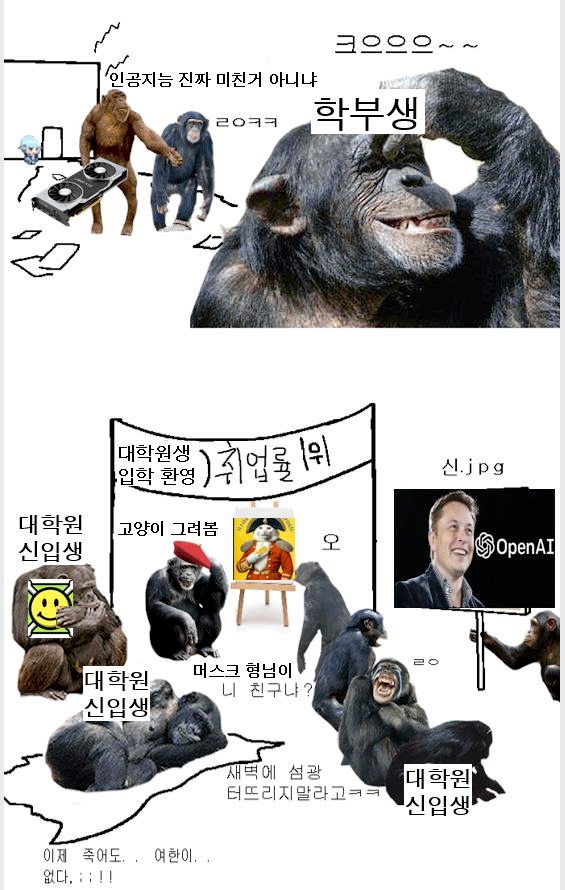 크으으으~~
인공지능 진짜 미친거 아니냐
ㄹㅇㅋㅋ
학부생
대학원생
입학 환영
)취업률 1위
신.jpg
대학원
신입생
고양이 그려봄
오
OpenAI
대학원
신입생
머스크 형님이
니 친구냐?
ㄹㅇ
새벽에 섬광
터뜨리지말라고ㅋㅋ
대학원
신입생
이제 죽어도.. 여한이..
없다,;;!!